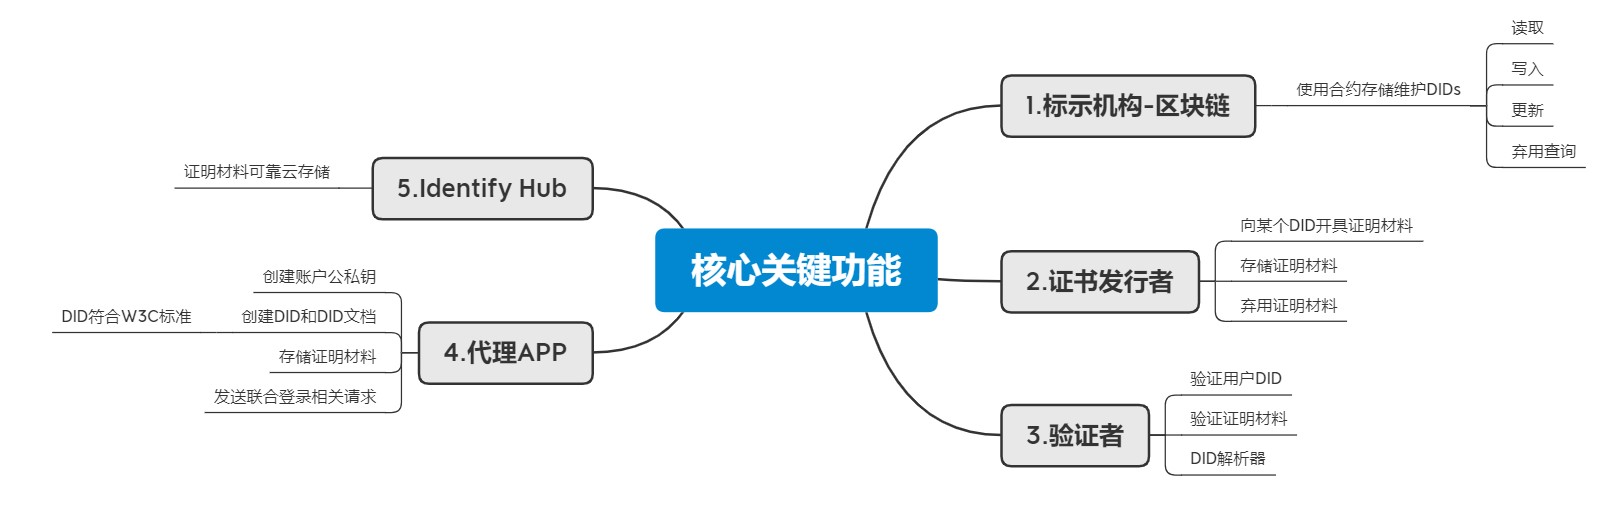 核心关键功能
1.标示机构-区块链
使用合约存储维护DIDs
读取
写入
更新
弃用查询
2.证书发行者
向某个DID开具证明材料
存储证明材料
弃用证明材料
3.验证者
验证用户DID
验证证明材料
DID解析器
4.代理APP
创建账户公私钥
创建DID和DID文档
DID符合W3C标准
存储证明材料
发送联合登录相关请求
5.Identify Hub
证明材料可靠云存储